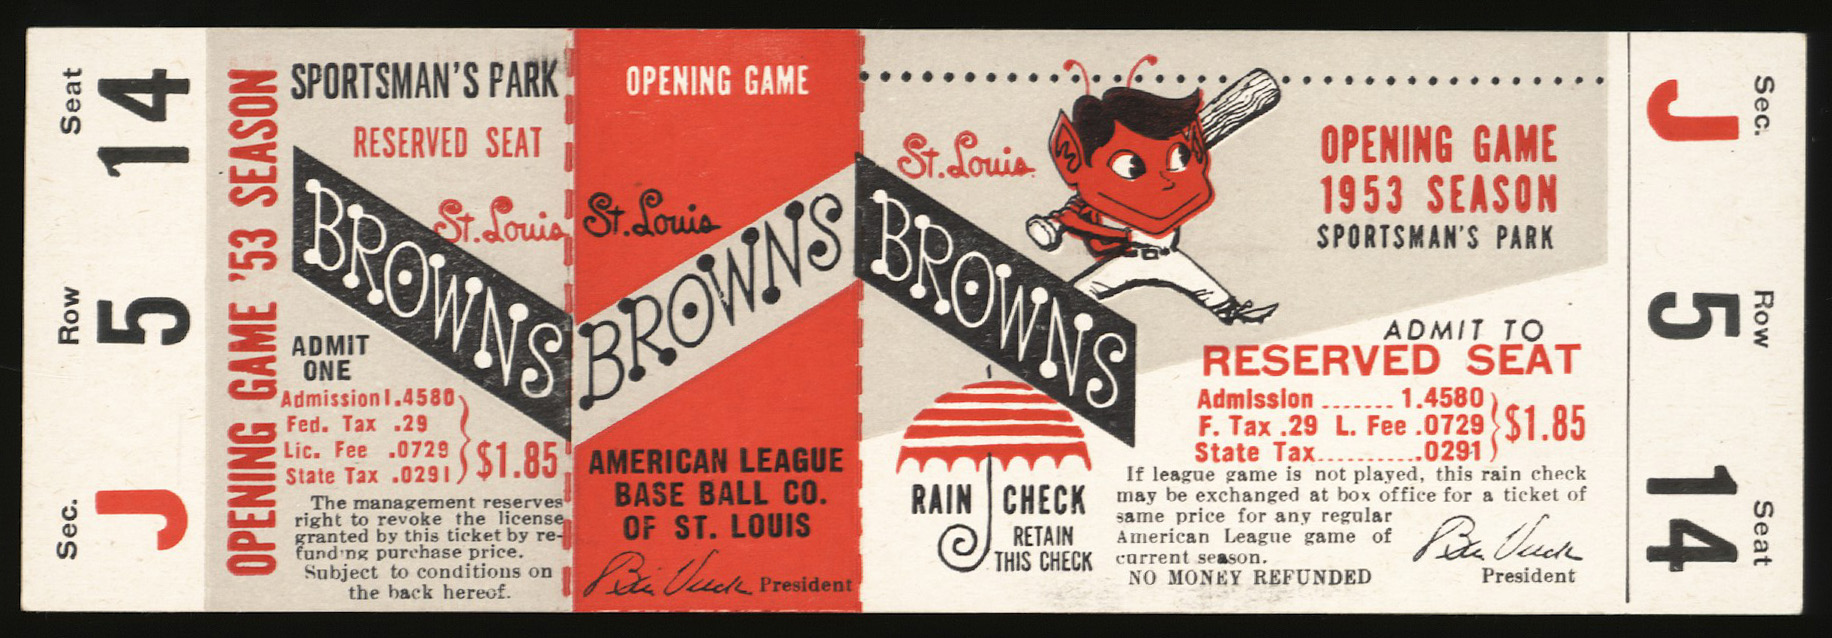 Seat 14
Row 5
Sec. J
OPENING GAME '53 SEASON
SPORTSMAN'S PARK
RESERVED SEAT
St. Louis
BROWNS
ADMIT
ONE
Admission 1.4580
Fed. Tax .29
Lic. Fee .0729
State Tax .0291
$1.85
The management reserves
right to revoke the license
granted by this ticket by re-
funding purchase price.
Subject to conditions on
the back hereof.
OPENING GAME
St. Louis
BROWNS
AMERICAN LEAGUE
BASE BALL CO.
OF ST. LOUIS
Bill Veeck President
St. Louis
BROWNS
OPENING GAME
1953 SEASON
SPORTSMAN'S PARK
ADMIT TO
RESERVED SEAT
Admission ....... 1.4580
F. Tax .29 L. Fee .0729
State Tax..........0291
$1.85
RAIN CHECK
RETAIN
THIS CHECK
If league game is not played, this rain check
may be exchanged at box office for a ticket of
same price for any regular
American League game of
current season.
NO MONEY REFUNDED
Bill Veeck
President
Sec. J
Row 5
Seat 14